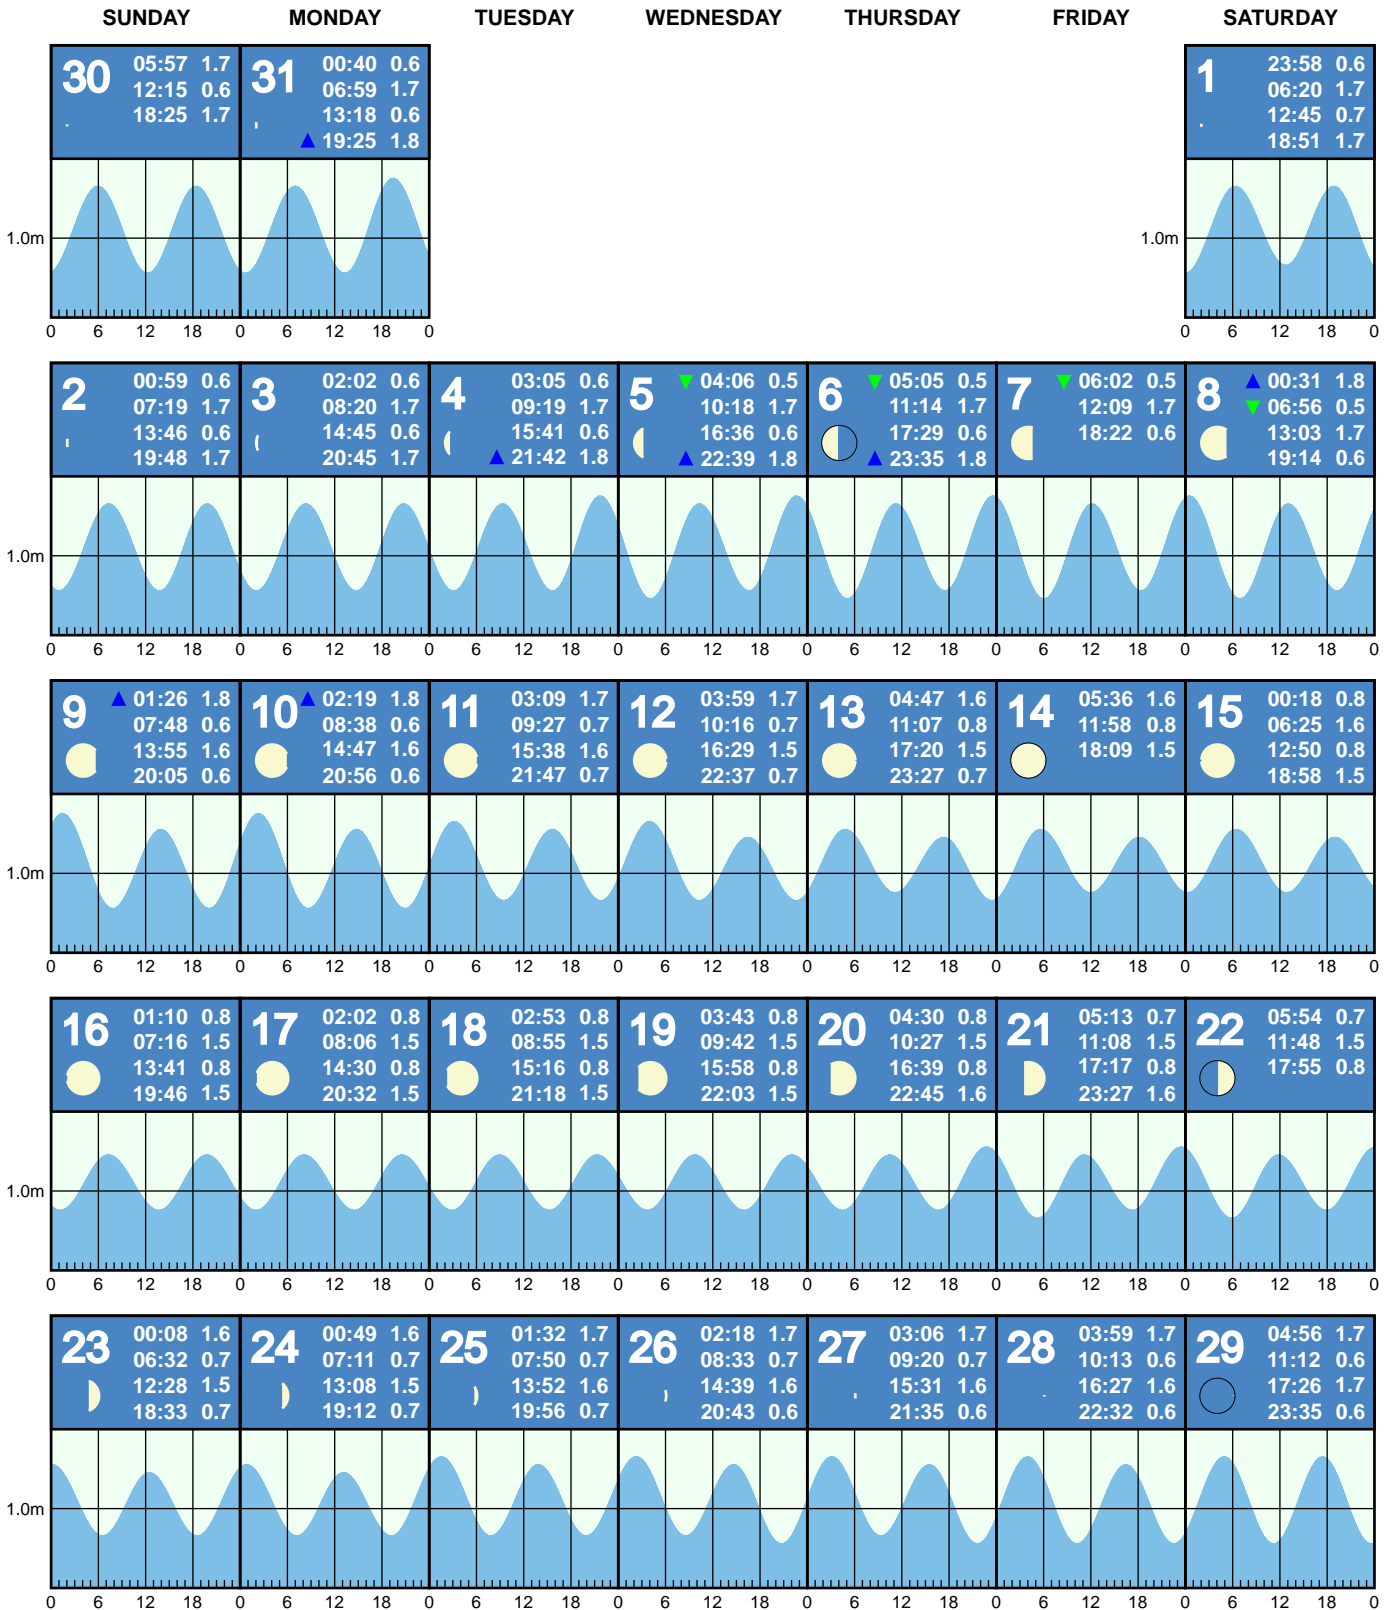 SUNDAY MONDAY TUESDAY WEDNESDAY THURSDAY FRIDAY SATURDAY
30 05:57 1.7
12:15 0.6
18:25 1.7
31 00:40 0.6
06:59 1.7
13:18 0.6
19:25 1.8
1 23:58 0.6
06:20 1.7
12:45 0.7
18:51 1.7
1.0m 1.0m
0 6 12 18 0 6 12 18 0 0 6 12 18 0
2 00:59 0.6
07:19 1.7
13:46 0.6
19:48 1.7
3 02:02 0.6
08:20 1.7
14:45 0.6
20:45 1.7
4 03:05 0.6
09:19 1.7
15:41 0.6
21:42 1.8
5 04:06 0.5
10:18 1.7
16:36 0.6
22:39 1.8
6 05:05 0.5
11:14 1.7
17:29 0.6
23:35 1.8
7 06:02 0.5
12:09 1.7
18:22 0.6
8 00:31 1.8
06:56 0.5
13:03 1.7
19:14 0.6
1.0m
0 6 12 18 0 6 12 18 0 6 12 18 0 6 12 18 0 6 12 18 0 6 12 18 0 6 12 18 0
9 01:26 1.8
07:48 0.6
13:55 1.6
20:05 0.6
10 02:19 1.8
08:38 0.6
14:47 1.6
20:56 0.6
11 03:09 1.7
09:27 0.7
15:38 1.6
21:47 0.7
12 03:59 1.7
10:16 0.7
16:29 1.5
22:37 0.7
13 04:47 1.6
11:07 0.8
17:20 1.5
23:27 0.7
14 05:36 1.6
11:58 0.8
18:09 1.5
15 00:18 0.8
06:25 1.6
12:50 0.8
18:58 1.5
1.0m
0 6 12 18 0 6 12 18 0 6 12 18 0 6 12 18 0 6 12 18 0 6 12 18 0 6 12 18 0
16 01:10 0.8
07:16 1.5
13:41 0.8
19:46 1.5
17 02:02 0.8
08:06 1.5
14:30 0.8
20:32 1.5
18 02:53 0.8
08:55 1.5
15:16 0.8
21:18 1.5
19 03:43 0.8
09:42 1.5
15:58 0.8
22:03 1.5
20 04:30 0.8
10:27 1.5
16:39 0.8
22:45 1.6
21 05:13 0.7
11:08 1.5
17:17 0.8
23:27 1.6
22 05:54 0.7
11:48 1.5
17:55 0.8
1.0m
0 6 12 18 0 6 12 18 0 6 12 18 0 6 12 18 0 6 12 18 0 6 12 18 0 6 12 18 0
23 00:08 1.6
06:32 0.7
12:28 1.5
18:33 0.7
24 00:49 1.6
07:11 0.7
13:08 1.5
19:12 0.7
25 01:32 1.7
07:50 0.7
13:52 1.6
19:56 0.7
26 02:18 1.7
08:33 0.7
14:39 1.6
20:43 0.6
27 03:06 1.7
09:20 0.7
15:31 1.6
21:35 0.6
28 03:59 1.7
10:13 0.6
16:27 1.6
22:32 0.6
29 04:56 1.7
11:12 0.6
17:26 1.7
23:35 0.6
1.0m
0 6 12 18 0 6 12 18 0 6 12 18 0 6 12 18 0 6 12 18 0 6 12 18 0 6 12 18 0